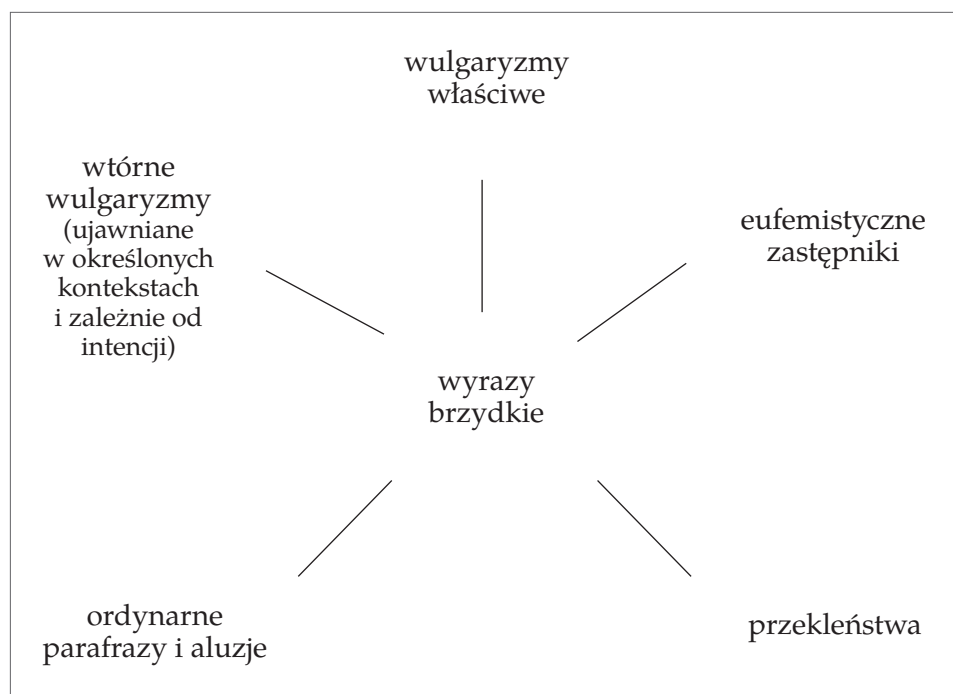 wulgaryzmy
właściwe
wtórne
wulgaryzmy
(ujawniane
w określonych
kontekstach
i zależnie od
intencji)
eufemistyczne
zastępniki
wyrazy
brzydkie
ordynarne
parafrazy i aluzje
przekleństwa